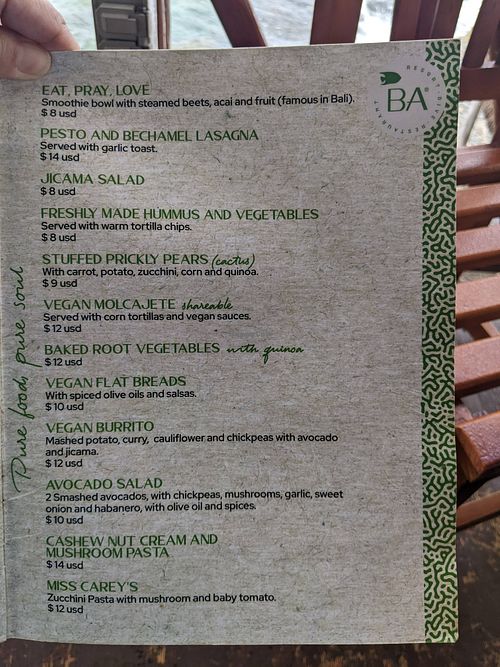 EAT, PRAY, LOVE
Smoothie bowl with steamed beets, acai and fruit (famous in Bali).
$ 8 usd
PESTO AND BECHAMEL LASAGNA
Served with garlic toast.
$ 14 usd
JICAMA SALAD
$ 8 usd
FRESHLY MADE HÚMMUS AND VEGETABLES
Served with warm tortilla chips.
$ 8 usd
STUFFED PRICKLY PEARS (cactus)
With carrot, potato, zucchini, corn and quinoa.
$ 9 usd
VEGAN MOLCAJETE shareable
Served with corn tortillas and vegan sauces.
$ 12 usd
BAKED ROOT VEGETABLES with quinoa
$ 12 usd
VEGAN FLAT BREADS
With spiced olive oils and salsas.
$ 10 usd
VEGAN BURRITO
Mashed potato, curry, cauliflower and chickpeas with avocado
and jicama.
$ 12 usd
AVOCADO SALAD
2 Smashed avocados, with chickpeas, mushrooms, garlic, sweet
onion and habanero, with olive oil and spices.
$ 10 usd
CASHEW NUT CREAM AND
MUSHROOM PASTA
$ 14 usd
MISS CAREY'S
Zucchini Pasta with mushroom and baby tomato.
$ 12 usd
Pure food, pure soul
BA
RESTAURANT